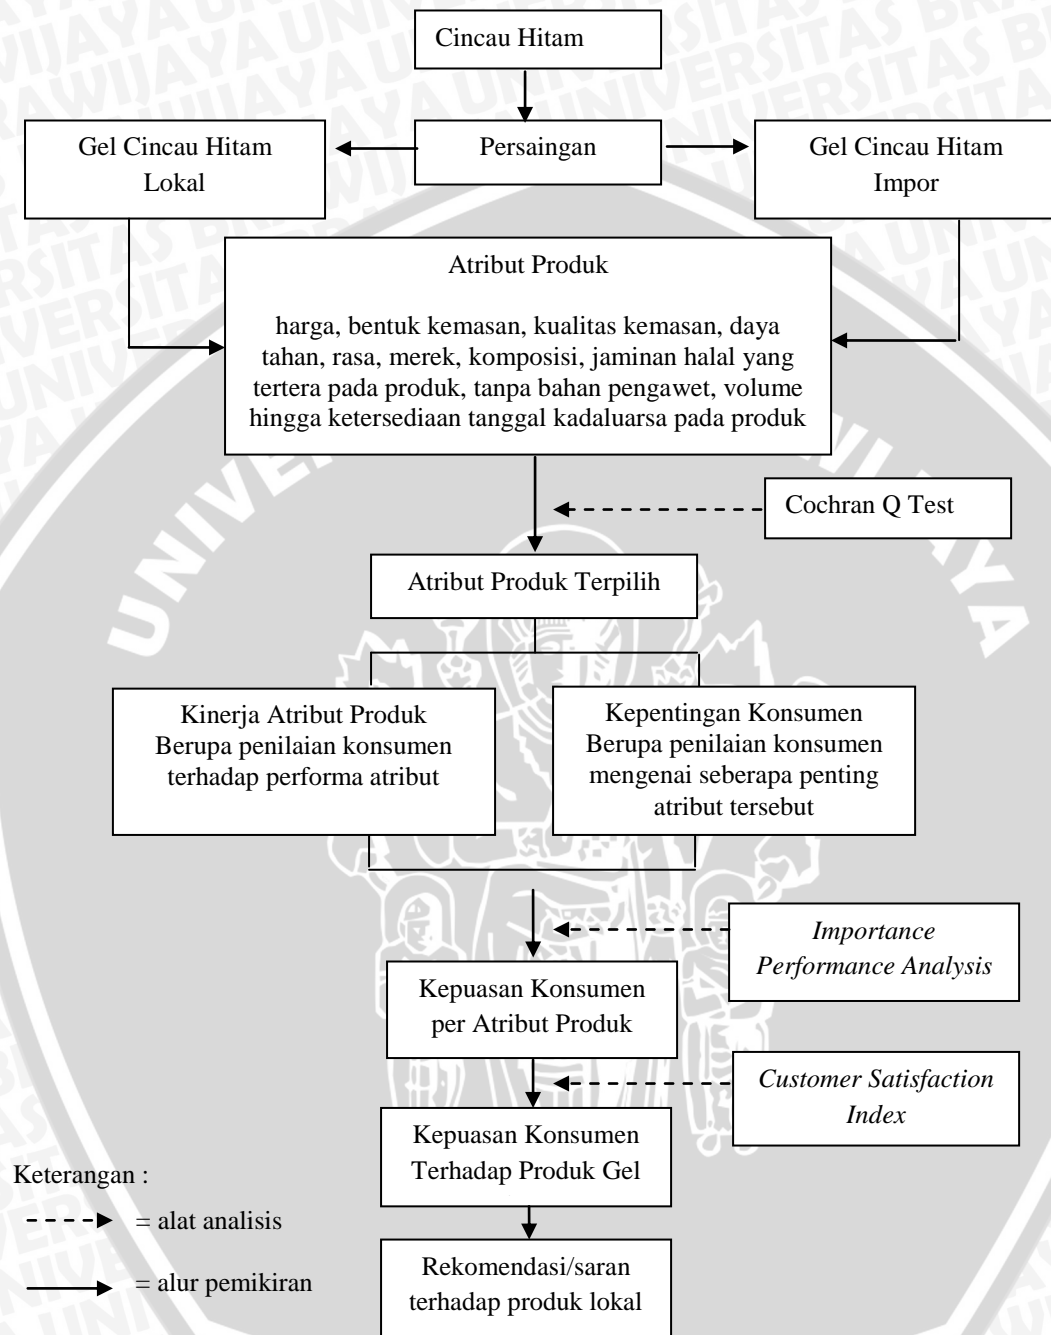 Cincau Hitam
Gel Cincau Hitam
Lokal
Persaingan
Gel Cincau Hitam
Impor
Atribut Produk
harga, bentuk kemasan, kualitas kemasan, daya
tahan, rasa, merek, komposisi, jaminan halal yang
tertera pada produk, tanpa bahan pengawet, volume
hingga ketersediaan tanggal kadaluarsa pada produk
Cochran Q Test
Atribut Produk Terpilih
Kinerja Atribut Produk
Berupa penilaian konsumen
terhadap performa atribut
Kepentingan Konsumen
Berupa penilaian konsumen
mengenai seberapa penting
atribut tersebut
Importance
Performance Analysis
Kepuasan Konsumen
per Atribut Produk
Customer Satisfaction
Index
Kepuasan Konsumen
Terhadap Produk Gel
Keterangan :
= alat analisis
= alur pemikiran
Rekomendasi/saran
terhadap produk lokal